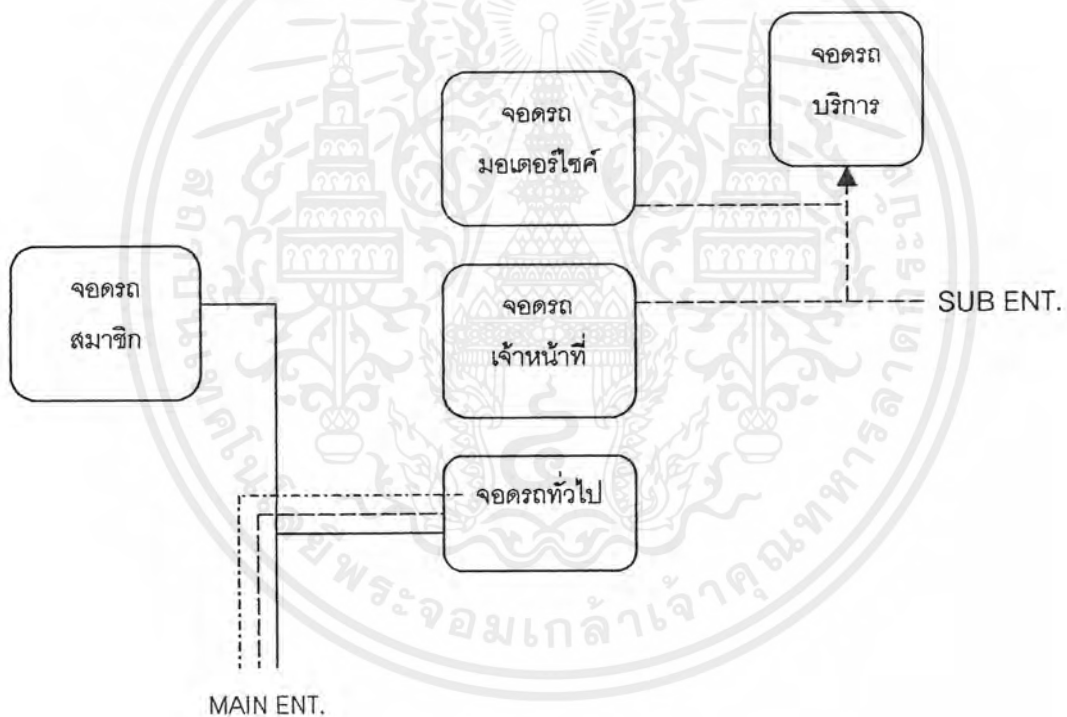 จอดรถ
บริการ
จอดรถ
มอเตอร์ไซค์
จอดรถ
สมาชิก
จอดรถ
เจ้าหน้าที่
SUB ENT.
จอดรถทั่วไป
MAIN ENT.